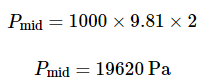 P_mid = 1000 × 9.81 × 2
P_mid = 19620 Pa